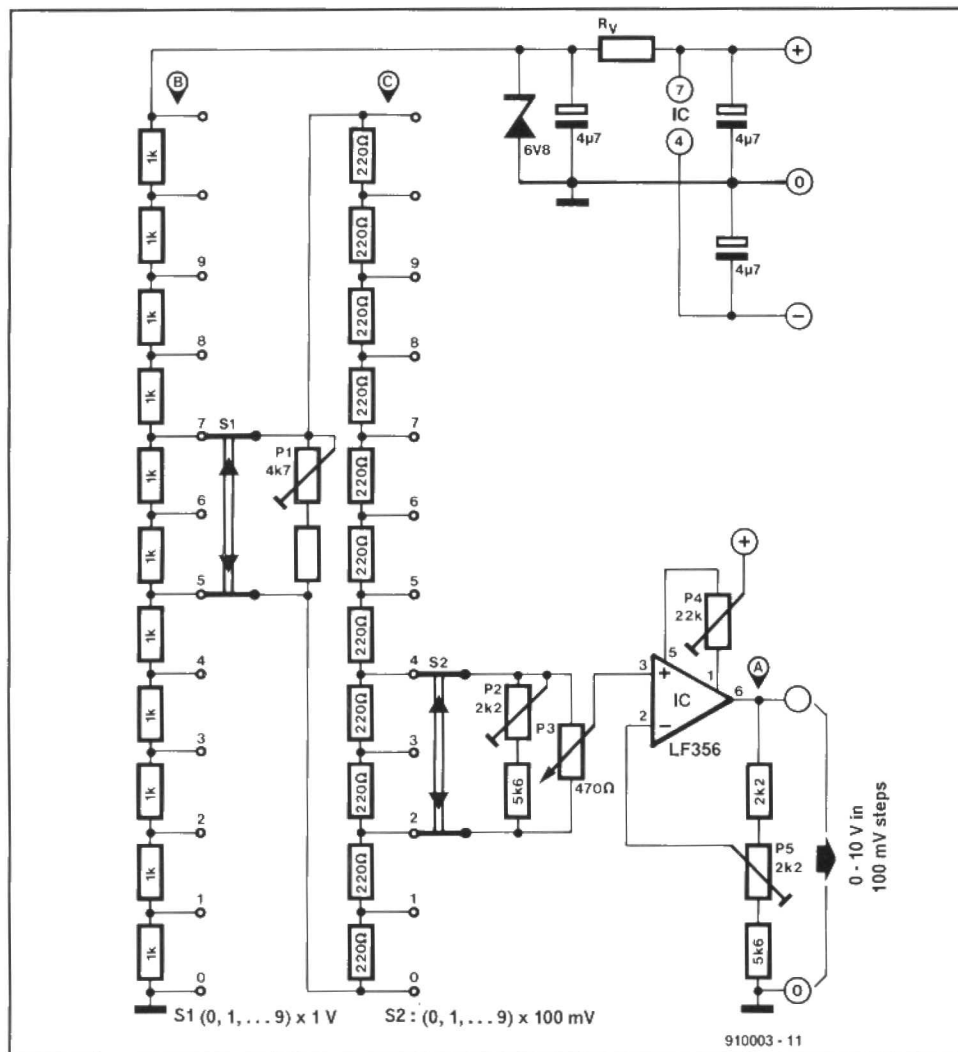 RV
+
B
C
7
IC
4
6V8
4µ7
4µ7
0
4µ7
−
1k
1k
1k
1k
1k
1k
1k
1k
1k
1k
1k
9
8
7
6
5
4
3
2
1
0
S1
P1
4k7
220Ω
220Ω
220Ω
220Ω
220Ω
220Ω
220Ω
220Ω
220Ω
220Ω
220Ω
9
8
7
6
5
4
3
2
1
0
S2
P2
2k2
5k6
P3
470Ω
+
P4
22k
5
1
3
+
2
−
IC
6
LF356
A
2k2
P5
2k2
5k6
0
0 - 10 V in
100 mV steps
S1 (0, 1, . . . 9) x 1 V
S2 : (0, 1, . . . 9) x 100 mV
910003 - 11